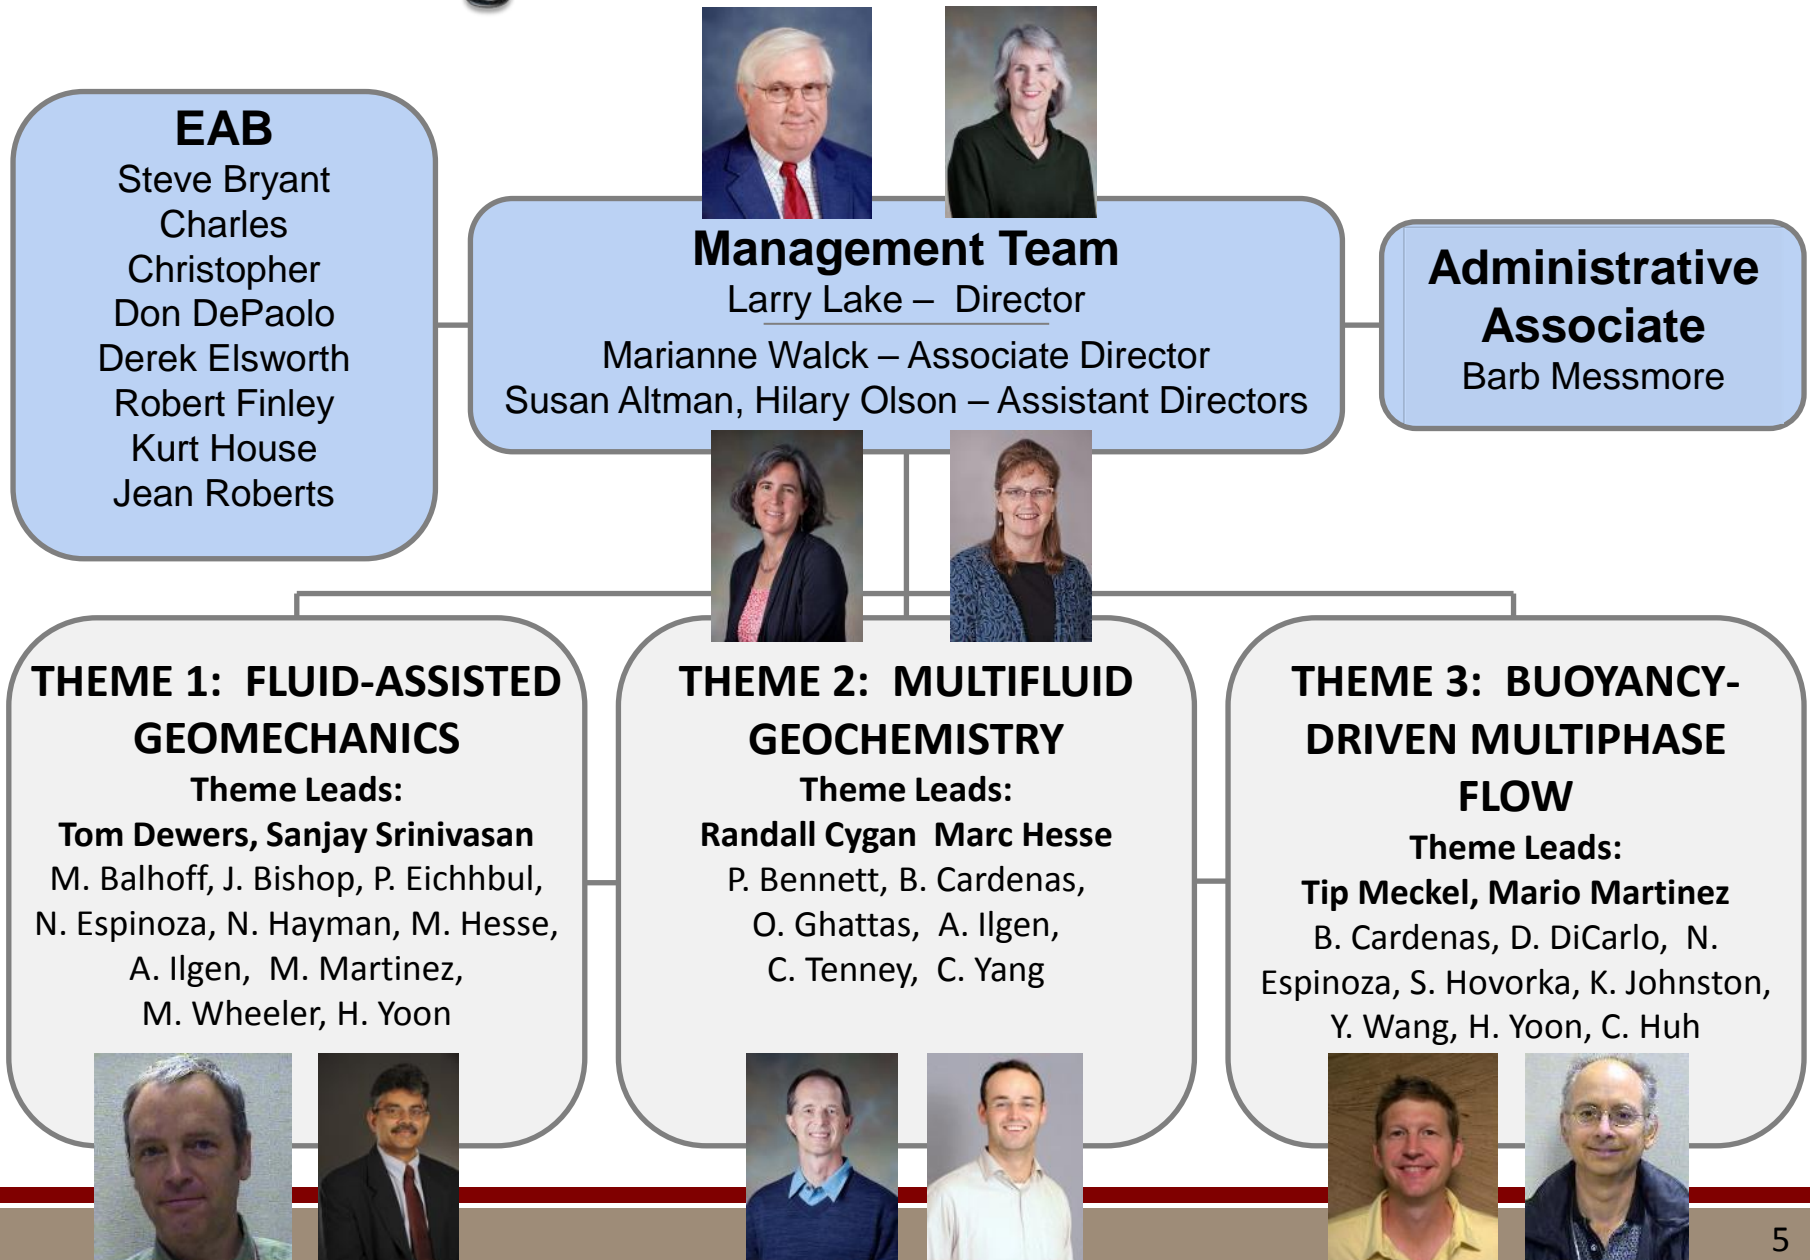 EAB
Steve Bryant
Charles
Christopher
Don DePaolo
Derek Elsworth
Robert Finley
Kurt House
Jean Roberts
Management Team
Larry Lake – Director
Marianne Walck – Associate Director
Susan Altman, Hilary Olson – Assistant Directors
Administrative
Associate
Barb Messmore
THEME 1: FLUID-ASSISTED
GEOMECHANICS
Theme Leads:
Tom Dewers, Sanjay Srinivasan
M. Balhoff, J. Bishop, P. Eichhbul,
N. Espinoza, N. Hayman, M. Hesse,
A. Ilgen, M. Martinez,
M. Wheeler, H. Yoon
THEME 2: MULTIFLUID
GEOCHEMISTRY
Theme Leads:
Randall Cygan Marc Hesse
P. Bennett, B. Cardenas,
O. Ghattas, A. Ilgen,
C. Tenney, C. Yang
THEME 3: BUOYANCY-
DRIVEN MULTIPHASE
FLOW
Theme Leads:
Tip Meckel, Mario Martinez
B. Cardenas, D. DiCarlo, N.
Espinoza, S. Hovorka, K. Johnston,
Y. Wang, H. Yoon, C. Huh
5